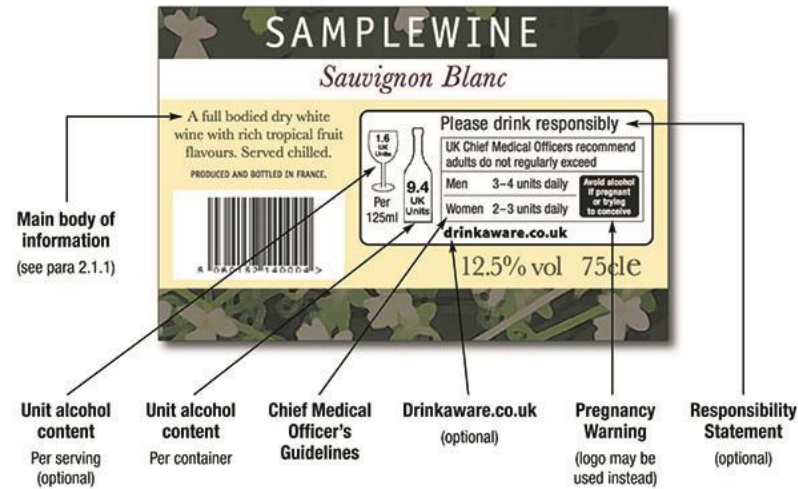 SAMPLEWINE
Sauvignon Blanc
A full bodied dry white
wine with rich tropical fruit
flavours. Served chilled.
PRODUCED AND BOTTLED IN FRANCE.
Please drink responsibly
1.6
UK
Units
Per
125ml
9.4
UK
Units
UK Chief Medical Officers recommend
adults do not regularly exceed
Men 3–4 units daily
Women 2–3 units daily
Avoid alcohol
if pregnant
or trying
to conceive
drinkaware.co.uk
12.5% vol 75cle
Main body of
information
(see para 2.1.1)
Unit alcohol
content
Per serving
(optional)
Unit alcohol
content
Per container
Chief Medical
Officer's
Guidelines
Drinkaware.co.uk
(optional)
Pregnancy
Warning
(logo may be
used instead)
Responsibility
Statement
(optional)